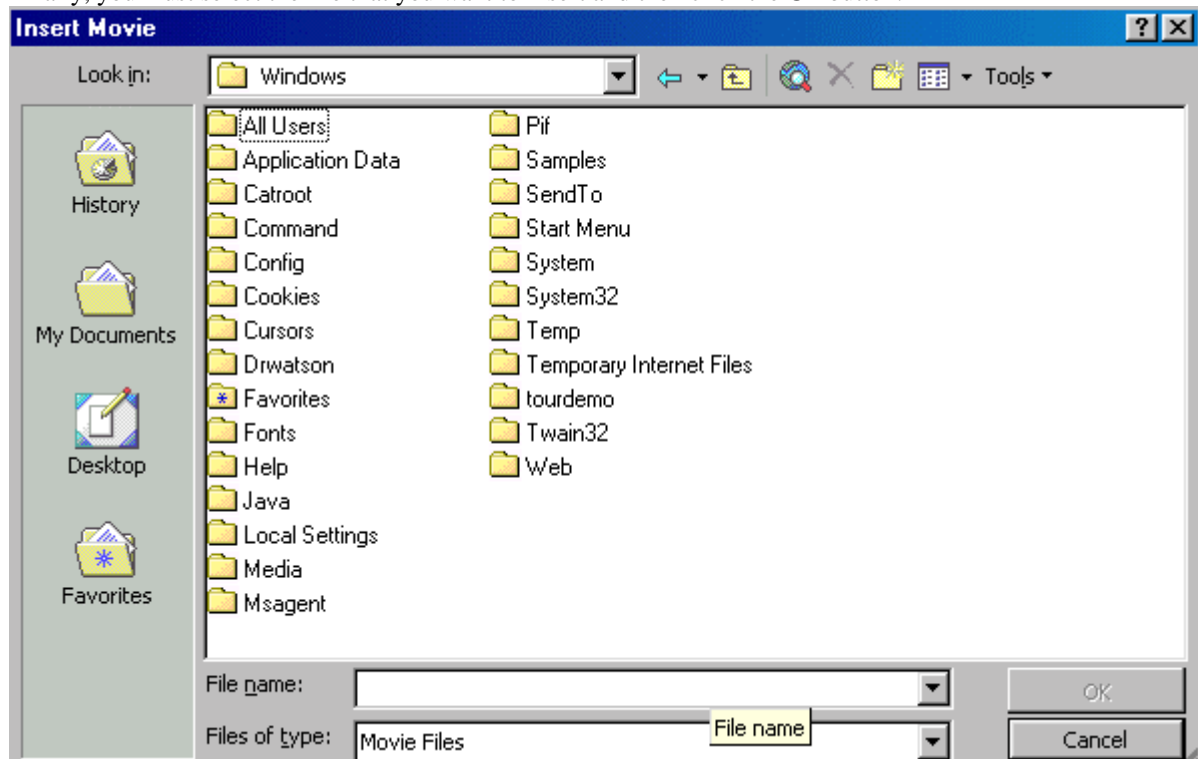 Insert Movie
Look in:
Windows
Tools
All Users
Application Data
Catroot
Command
Config
Cookies
Cursors
Drwatson
Favorites
Fonts
Help
Java
Local Settings
Media
Msagent
Pif
Samples
SendTo
Start Menu
System
System32
Temp
Temporary Internet Files
tourdemo
Twain32
Web
History
My Documents
Desktop
Favorites
File name:
OK
Files of type:
Movie Files
File name
Cancel